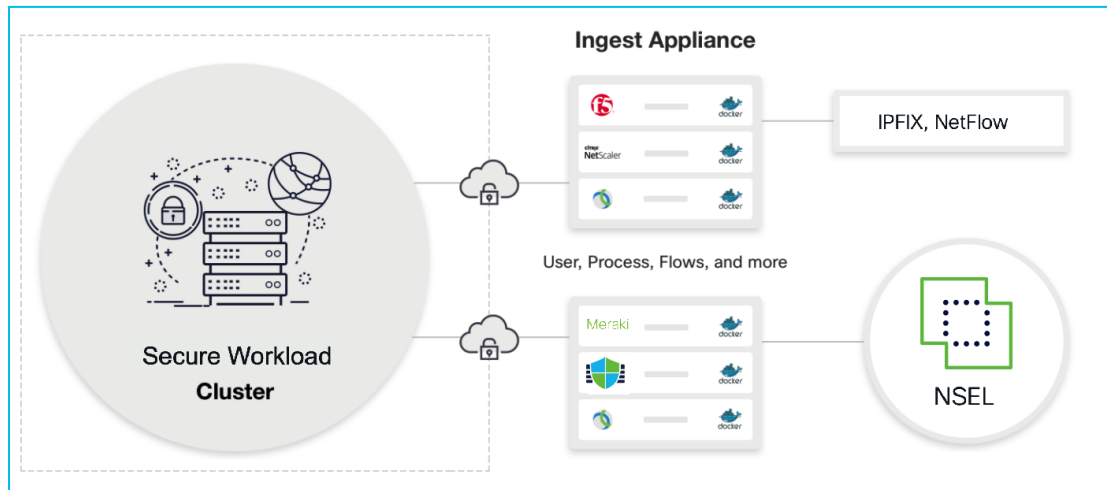 Ingest Appliance
f5
docker
IPFIX, NetFlow
citrix
NetScaler
docker
docker
User, Process, Flows, and more
Meraki
docker
docker
docker
Secure Workload
Cluster
NSEL